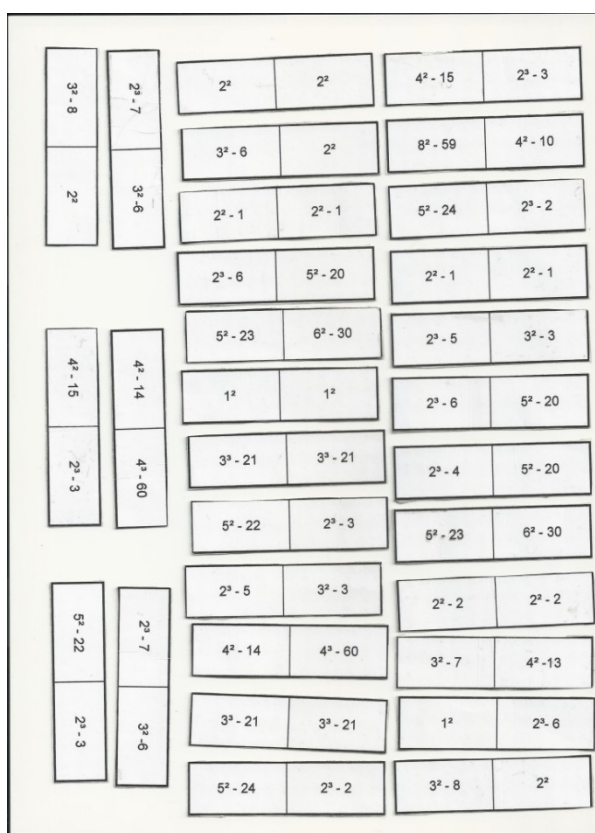 3² - 8 2²
2³ - 7 3² -6
4² - 15 2³ - 3
4² - 14 4³ - 60
5² - 22 2³ - 3
2³ - 7 3² -6
2² 2²
3² - 6 2²
2² - 1 2² - 1
2³ - 6 5² - 20
5² - 23 6² - 30
1² 1²
3³ - 21 3³ - 21
5² - 22 2³ - 3
2³ - 5 3² - 3
4² - 14 4³ - 60
3³ - 21 3³ - 21
5² - 24 2³ - 2
4² - 15 2³ - 3
8² - 59 4² - 10
5² - 24 2³ - 2
2² - 1 2² - 1
2³ - 5 3² - 3
2³ - 6 5² - 20
2³ - 4 5² - 20
5² - 23 6² - 30
2² - 2 2² - 2
3² - 7 4² -13
1² 2³- 6
3² - 8 2²